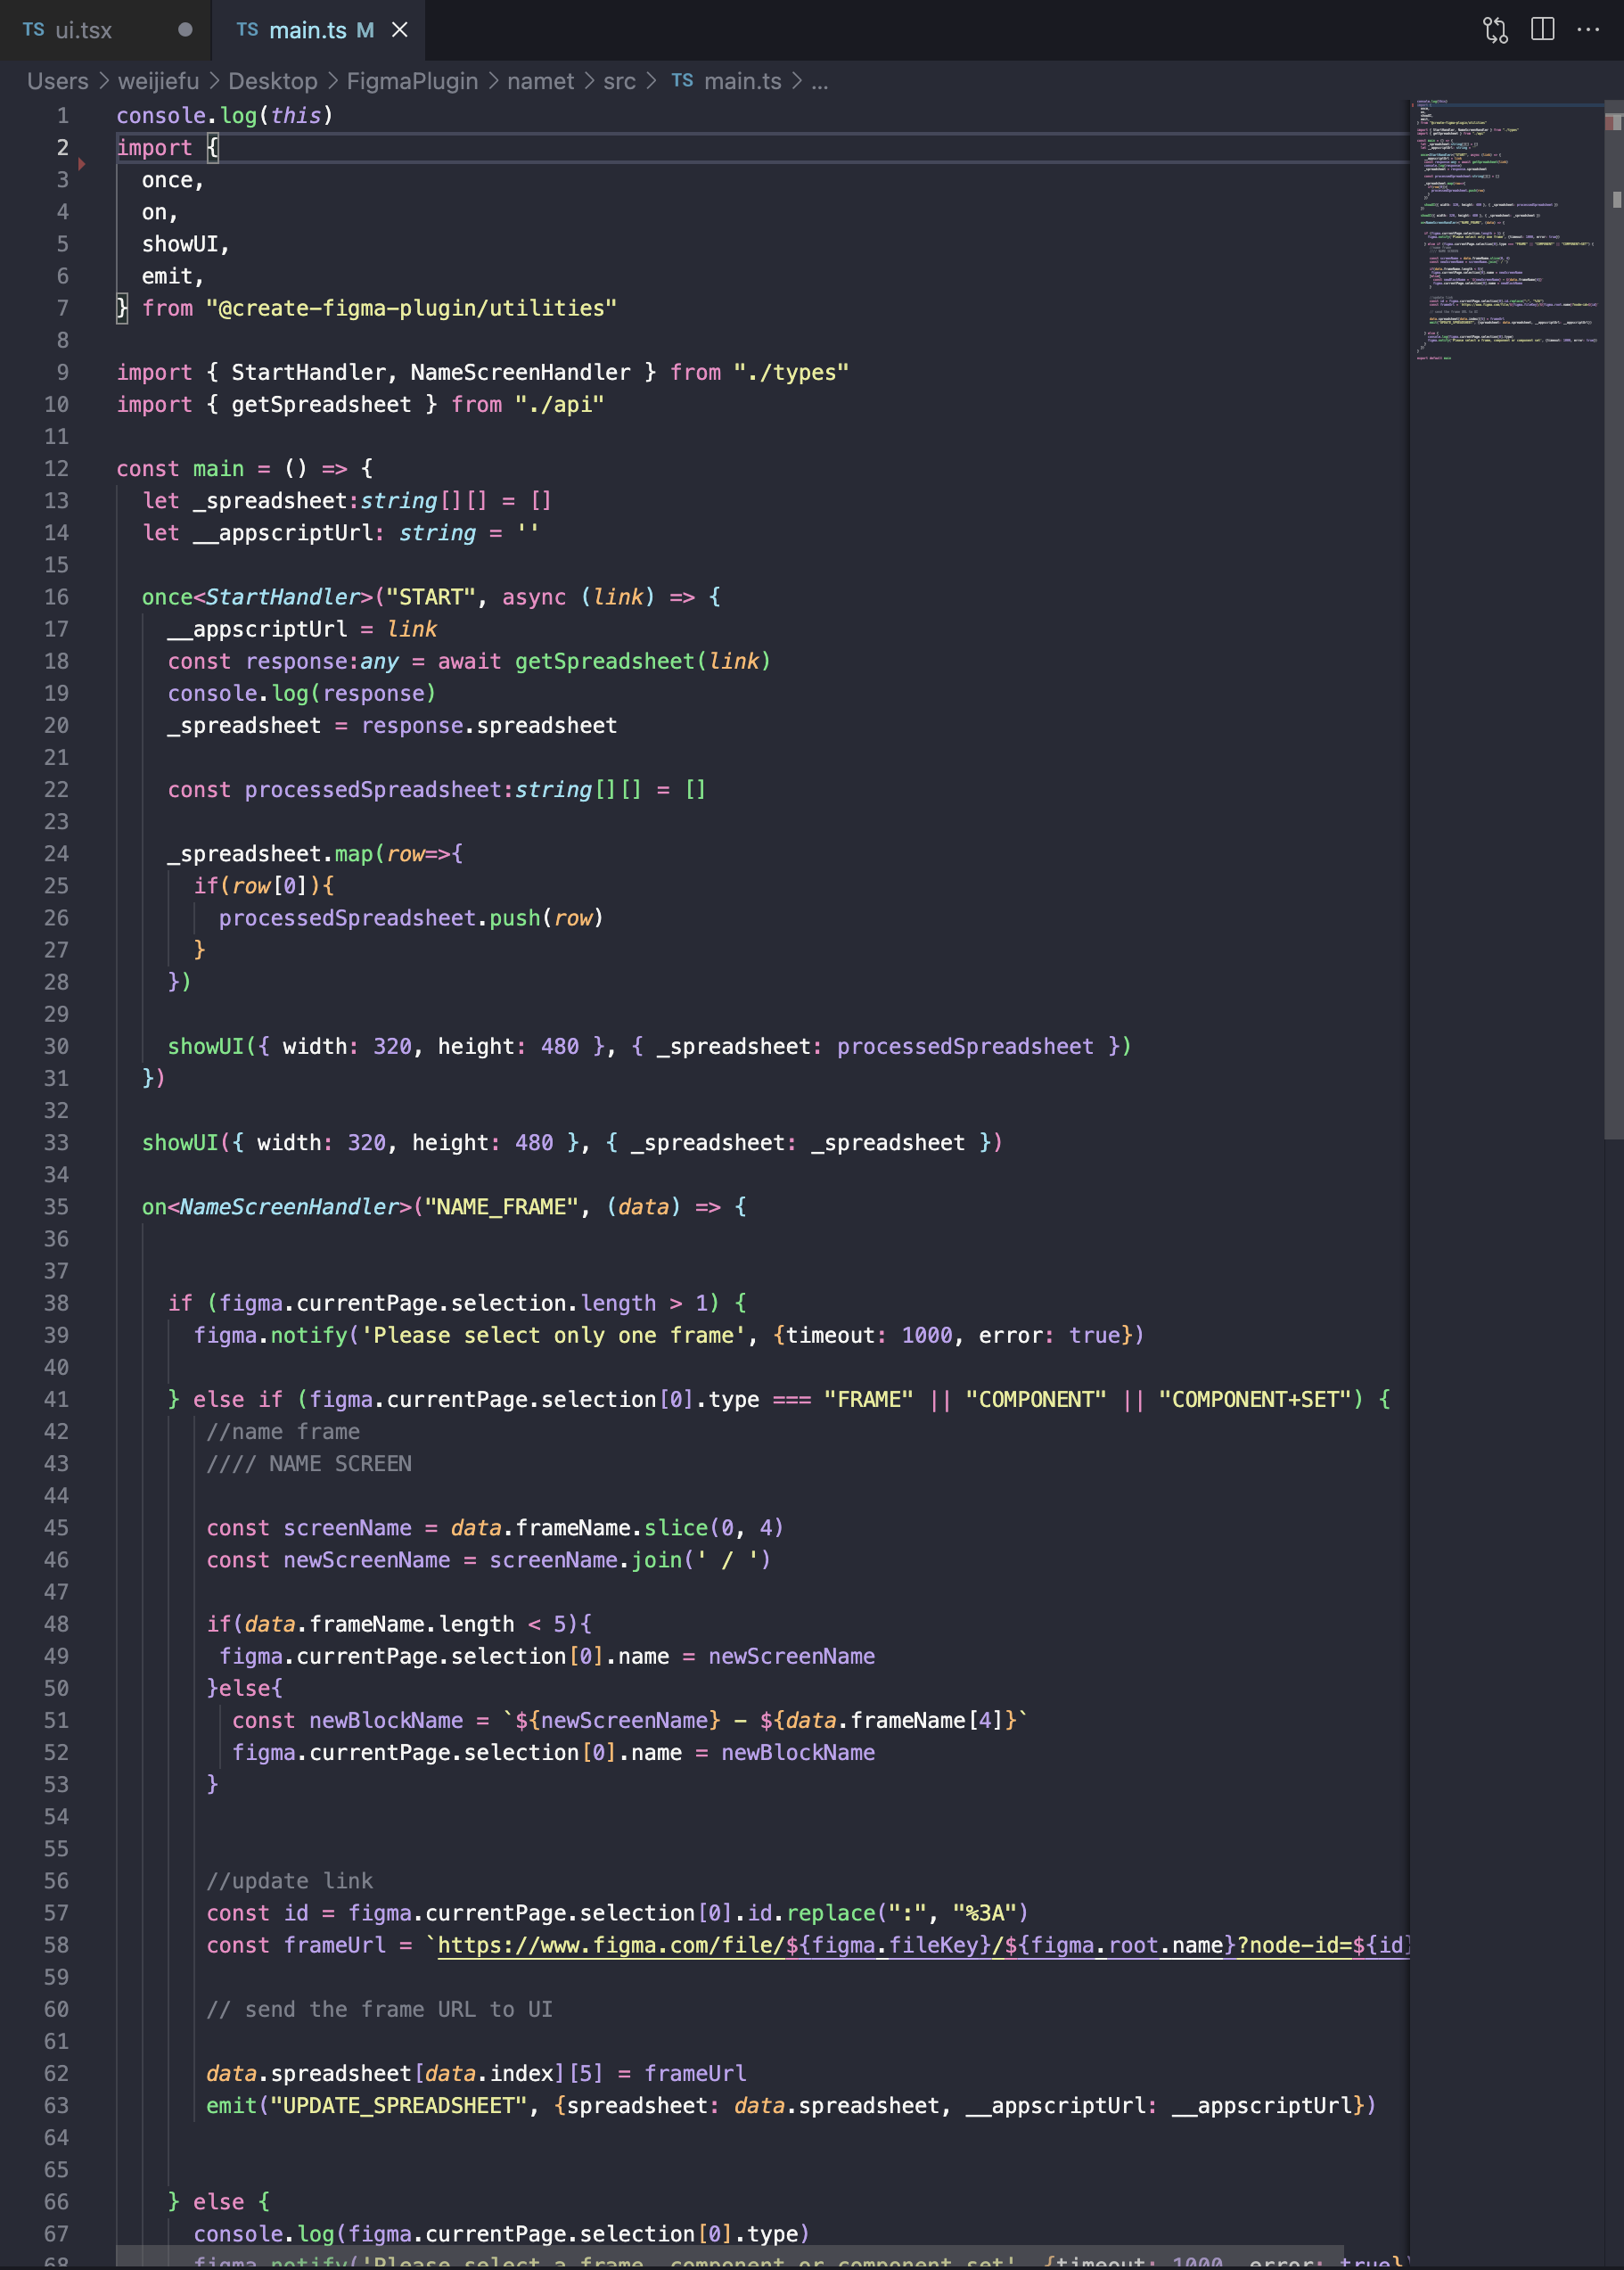 TS ui.tsx
TS main.ts M
Users > weijiefu > Desktop > FigmaPlugin > namet > src > TS main.ts > ...
1 console.log(this)
2 import {
3 once,
4 on,
5 showUI,
6 emit,
7 } from "@create-figma-plugin/utilities"
8
9 import { StartHandler, NameScreenHandler } from "./types"
10 import { getSpreadsheet } from "./api"
11
12 const main = () => {
13 let _spreadsheet:string[][] = []
14 let __appscriptUrl: string = ''
15
16 once<StartHandler>("START", async (link) => {
17 __appscriptUrl = link
18 const response:any = await getSpreadsheet(link)
19 console.log(response)
20 _spreadsheet = response.spreadsheet
21
22 const processedSpreadsheet:string[][] = []
23
24 _spreadsheet.map(row=>{
25 if(row[0]){
26 processedSpreadsheet.push(row)
27 }
28 })
29
30 showUI({ width: 320, height: 480 }, { _spreadsheet: processedSpreadsheet })
31 })
32
33 showUI({ width: 320, height: 480 }, { _spreadsheet: _spreadsheet })
34
35 on<NameScreenHandler>("NAME_FRAME", (data) => {
36
37
38 if (figma.currentPage.selection.length > 1) {
39 figma.notify('Please select only one frame', {timeout: 1000, error: true})
40
41 } else if (figma.currentPage.selection[0].type === "FRAME" || "COMPONENT" || "COMPONENT+SET") {
42 //name frame
43 //// NAME SCREEN
44
45 const screenName = data.frameName.slice(0, 4)
46 const newScreenName = screenName.join(' / ')
47
48 if(data.frameName.length < 5){
49 figma.currentPage.selection[0].name = newScreenName
50 }else{
51 const newBlockName = `${newScreenName} – ${data.frameName[4]}`
52 figma.currentPage.selection[0].name = newBlockName
53 }
54
55
56 //update link
57 const id = figma.currentPage.selection[0].id.replace(":", "%3A")
58 const frameUrl = `https://www.figma.com/file/${figma.fileKey}/${figma.root.name}?node-id=${id}
59
60 // send the frame URL to UI
61
62 data.spreadsheet[data.index][5] = frameUrl
63 emit("UPDATE_SPREADSHEET", {spreadsheet: data.spreadsheet, __appscriptUrl: __appscriptUrl})
64
65
66 } else {
67 console.log(figma.currentPage.selection[0].type)
68 figma.notify('Please select a frame, component or component set', {timeout: 1000, error: true})